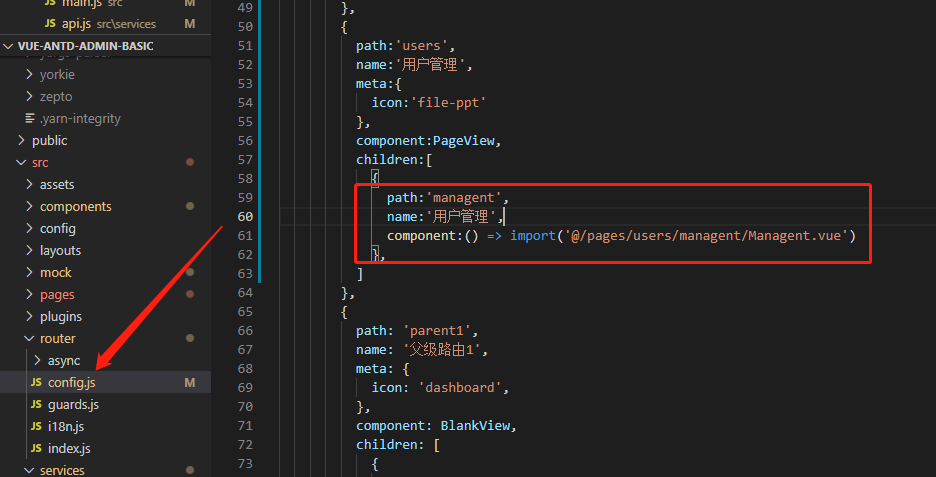 main.js src
M
api.js src\services
M
VUE-ANTD-ADMIN-BASIC
yorkie
zepto
.yarn-integrity
public
src
assets
components
config
layouts
mock
pages
plugins
router
async
JS config.js
M
JS guards.js
JS i18n.js
JS index.js
services
49 },
50 {
51 path:'users',
52 name:'用户管理',
53 meta:{
54 icon:'file-ppt'
55 },
56 component:PageView,
57 children:[
58 {
59 path:'managent',
60 name:'用户管理',
61 component:() => import('@/pages/users/managent/Managent.vue')
62 },
63 ]
64 },
65 {
66 path: 'parent1',
67 name: '父级路由1',
68 meta: {
69 icon: 'dashboard',
70 },
71 component: BlankView,
72 children: [
73 {